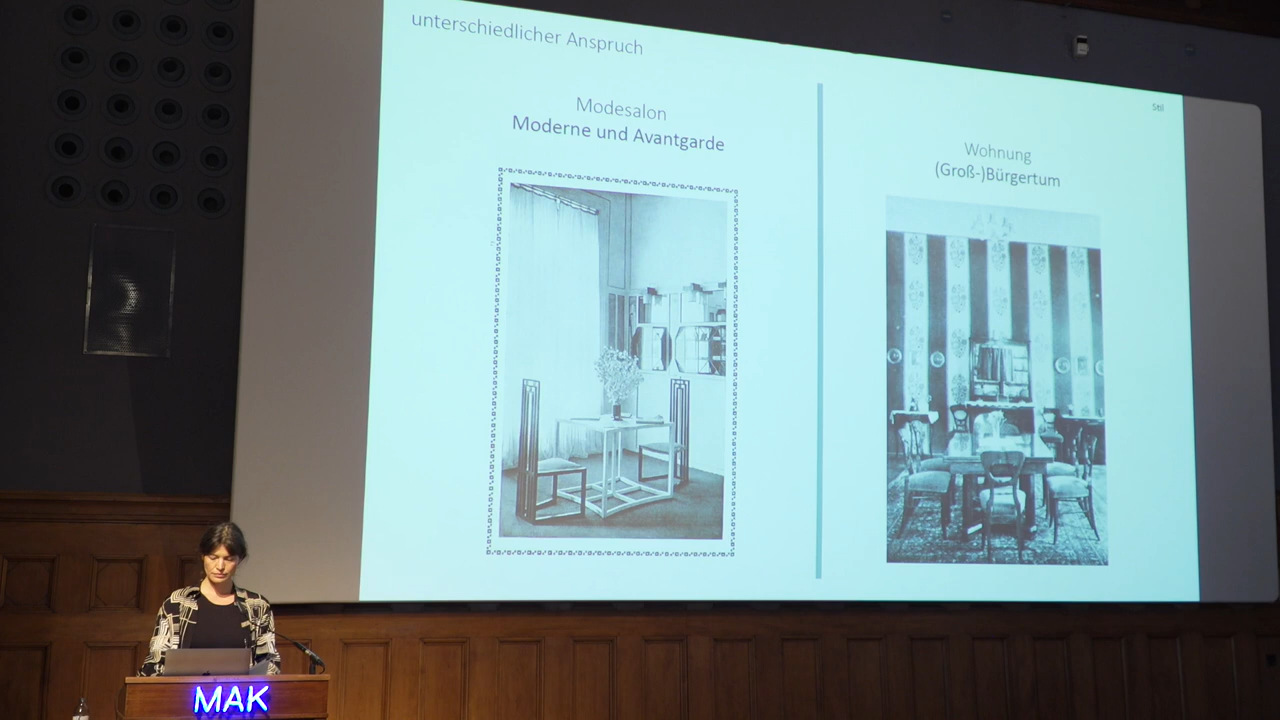 unterschiedlicher Anspruch
Stil
Modesalon
Moderne und Avantgarde
Wohnung
(Groß-)Bürgertum
MAK